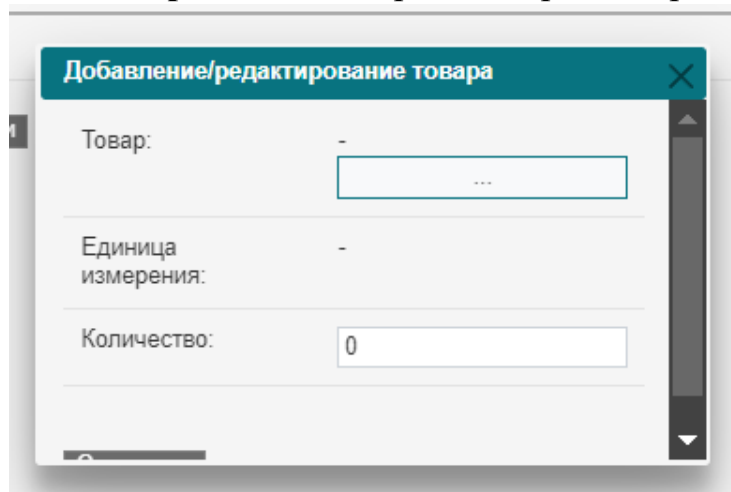 Добавление/редактирование товара
Товар:
-
...
Единица
измерения:
-
Количество:
0